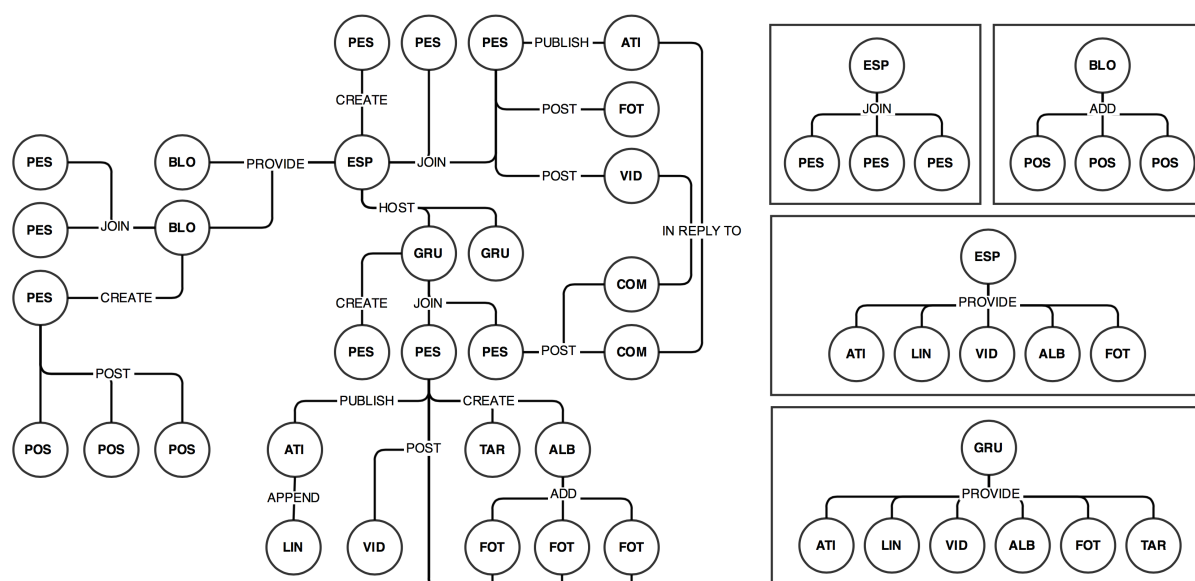 PES PES PES PUBLISH ATI
CREATE POST FOT
PES BLO PROVIDE ESP JOIN POST VID
HOST
PES JOIN BLO GRU GRU IN REPLY TO
PES CREATE CREATE JOIN COM
PES PES PES POST COM
POST
PUBLISH CREATE
POS POS POS ATI POST TAR ALB
APPEND ADD
LIN VID FOT FOT FOT
ESP
JOIN
PES PES PES
BLO
ADD
POS POS POS
ESP
PROVIDE
ATI LIN VID ALB FOT
GRU
PROVIDE
ATI LIN VID ALB FOT TAR